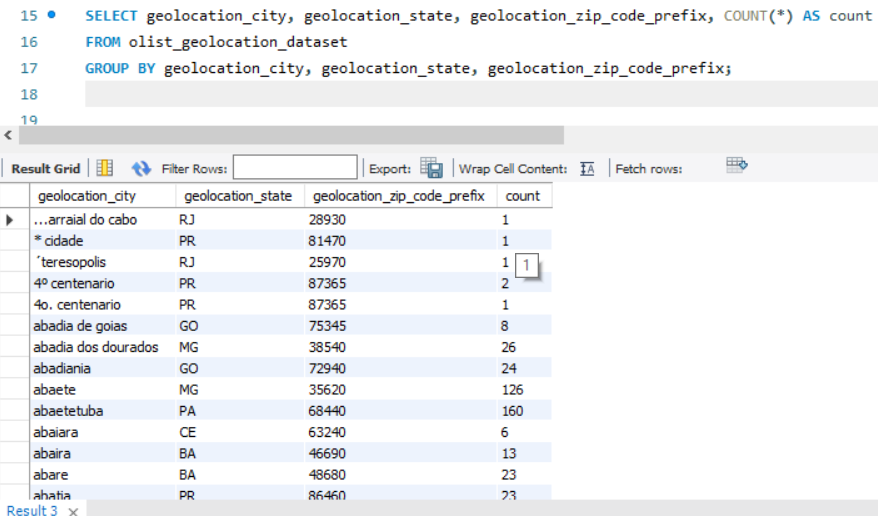 15 SELECT geolocation_city, geolocation_state, geolocation_zip_code_prefix, COUNT(*) AS count
16 FROM olist_geolocation_dataset
17 GROUP BY geolocation_city, geolocation_state, geolocation_zip_code_prefix;
18
19
Result Grid Filter Rows: Export: Wrap Cell Content: Fetch rows:
geolocation_city geolocation_state geolocation_zip_code_prefix count
...arraial do cabo RJ 28930 1
* cidade PR 81470 1
´teresopolis RJ 25970 1 1
4º centenario PR 87365 2
4o. centenario PR 87365 1
abadia de goias GO 75345 8
abadia dos dourados MG 38540 26
abadiania GO 72940 24
abaete MG 35620 126
abaetetuba PA 68440 160
abaiara CE 63240 6
abaira BA 46690 13
abare BA 48680 23
abatia PR 86460 23
Result 3 ×